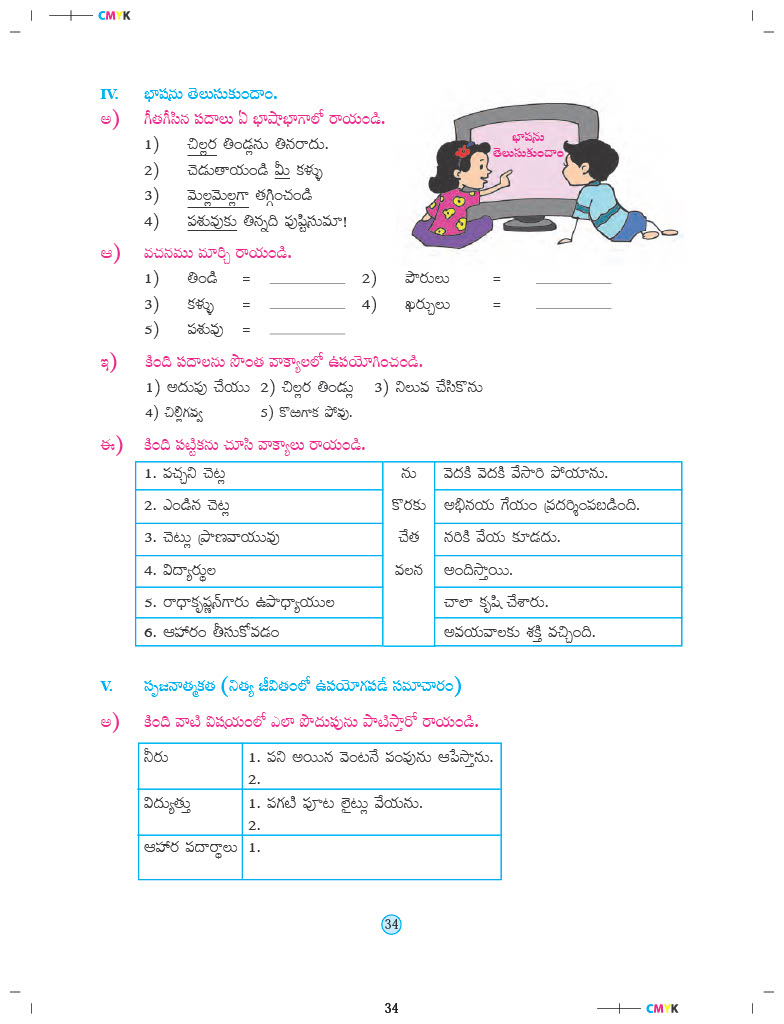 CMYK
IV. భాషను తెలుసుకుందాం.
అ) గీతగీసిన పదాలు ఏ భాషాభాగాలో రాయండి.
1) చిల్లర తిండ్లను తినరాదు.
2) చెడుతాయండి మీ కళ్ళు
3) మెల్లమెల్లగా తగ్గించండి
4) పశువుకు తిన్నది పుష్టిసుమా!
భాషను
తెలుసుకుందాం
ఆ) వచనము మార్చి రాయండి.
1) తిండి = ________ 2) పౌరులు = ________
3) కళ్ళు = ________ 4) ఖర్చులు = ________
5) పశువు = ________
ఇ) కింది పదాలను సొంత వాక్యాలలో ఉపయోగించండి.
1) అదుపు చేయు 2) చిల్లర తిండ్లు 3) నిలువ చేసికొను
4) చిల్లిగవ్వ 5) కొఱగాక పోవు.
ఈ) కింది పట్టికను చూసి వాక్యాలు రాయండి.
1. పచ్చని చెట్ల ను వెదకి వెదకి వేసారి పోయాను.
2. ఎండిన చెట్ల కొరకు అభినయ గేయం ప్రదర్శింపబడింది.
3. చెట్లు ప్రాణవాయువు చేత నరికి వేయ కూడదు.
4. విద్యార్థుల వలన అందిస్తాయి.
5. రాధాకృష్ణన్‌గారు ఉపాధ్యాయుల చాలా కృషి చేశారు.
6. ఆహారం తీసుకోవడం అవయవాలకు శక్తి వచ్చింది.
V. సృజనాత్మకత (నిత్య జీవితంలో ఉపయోగపడే సమాచారం)
అ) కింది వాటి విషయంలో ఎలా పొదుపును పాటిస్తారో రాయండి.
నీరు 1. పని అయిన వెంటనే పంపును ఆపేస్తాను.
2.
విద్యుత్తు 1. పగటి పూట లైట్లు వేయను.
2.
ఆహార పదార్థాలు 1.
34
34
CMYK